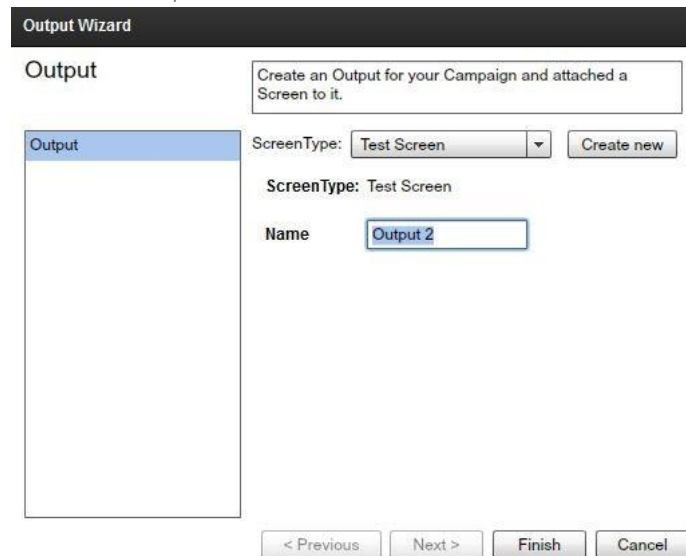 Output Wizard
Output
Create an Output for your Campaign and attached a
Screen to it.
Output
ScreenType: Test Screen Create new
ScreenType: Test Screen
Name Output 2
< Previous Next > Finish Cancel